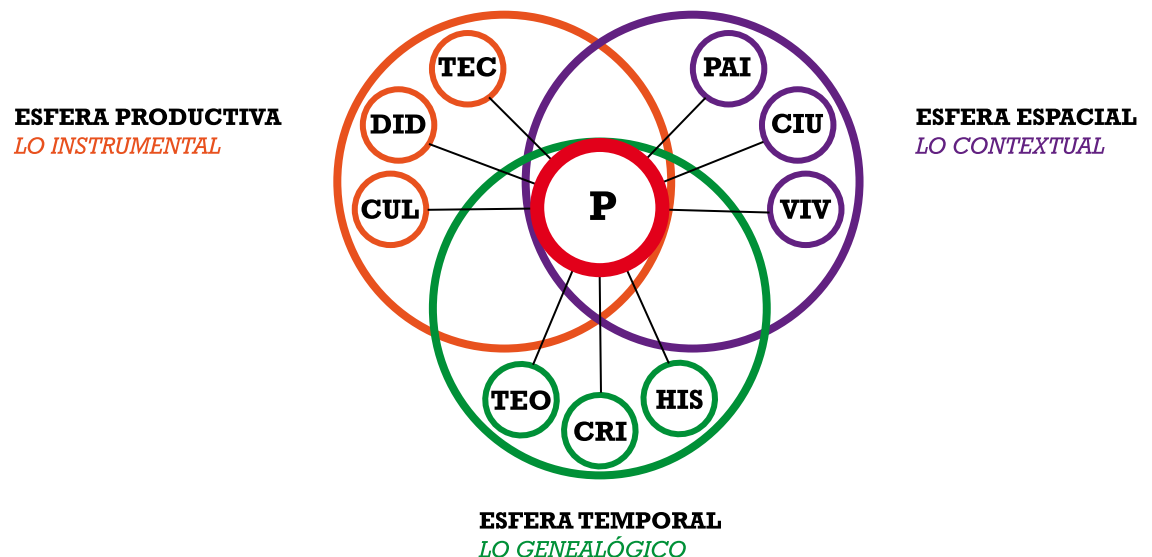 TEC
PAI
ESFERA PRODUCTIVA
LO INSTRUMENTAL
DID
CIU
ESFERA ESPACIAL
LO CONTEXTUAL
CUL
P
VIV
TEO
CRI
HIS
ESFERA TEMPORAL
LO GENEALÓGICO